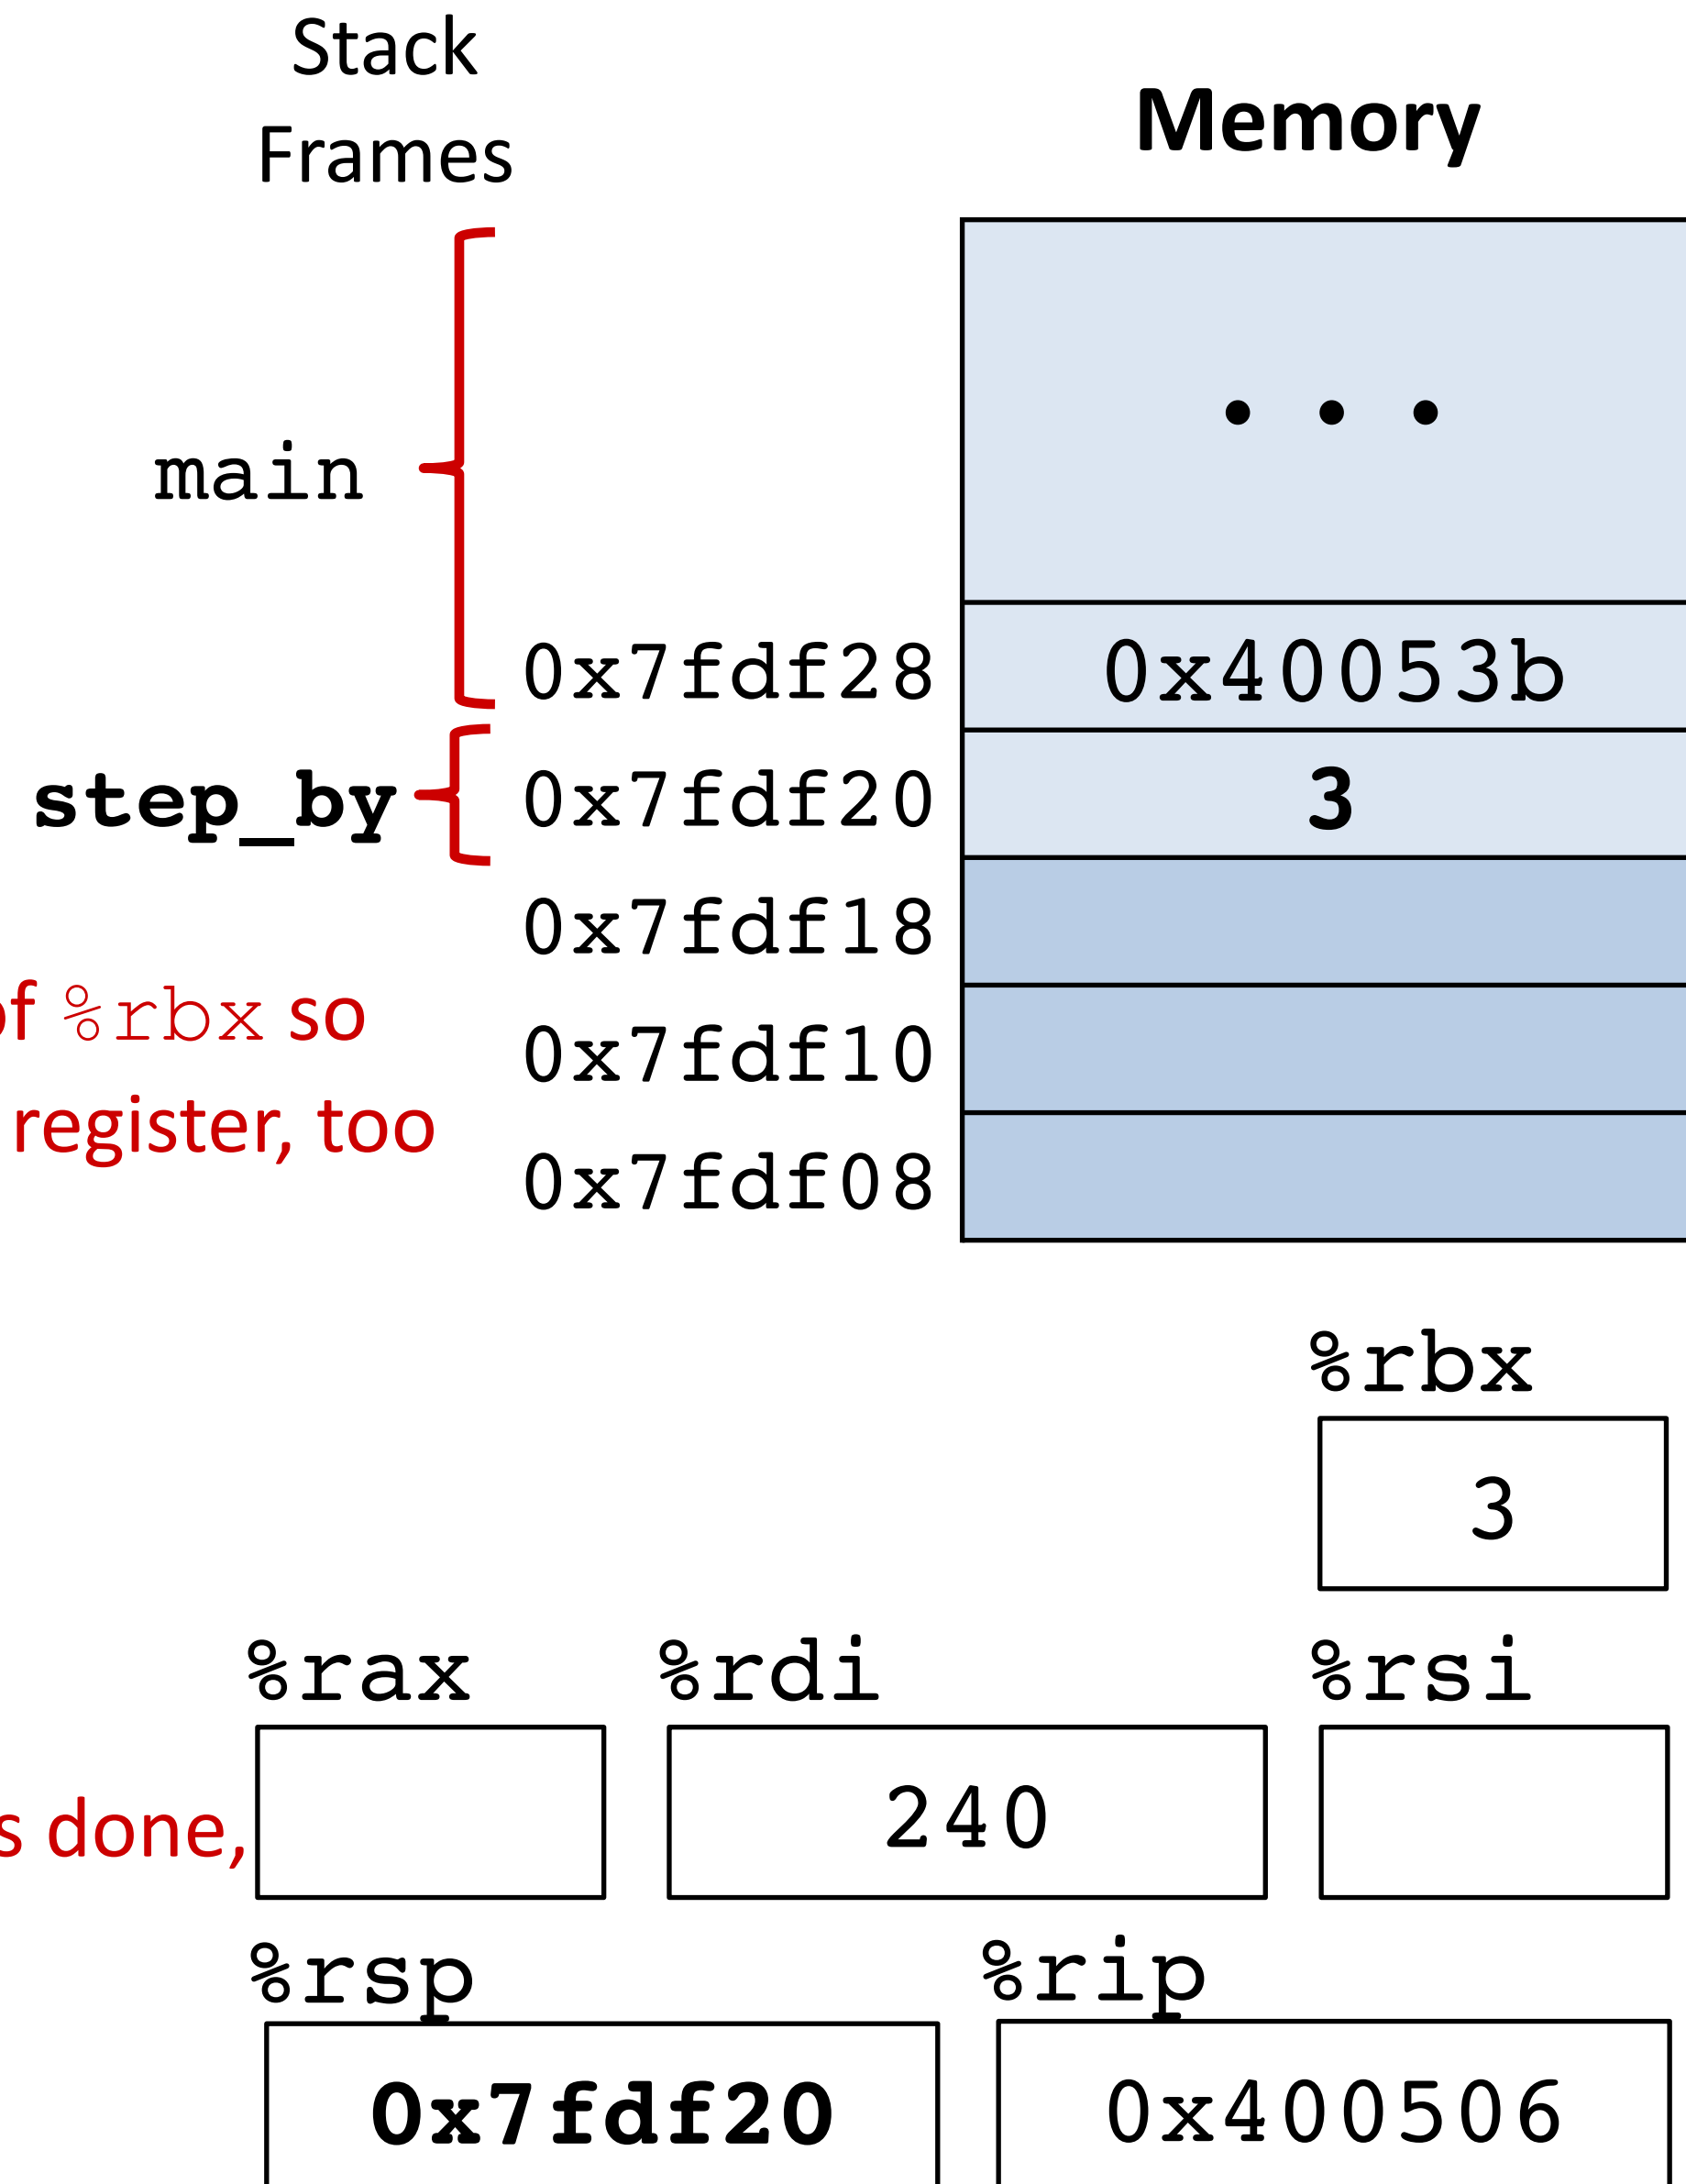 Stack
Frames
Memory
main
• • •
0x7fdf28 0x40053b
step_by 0x7fdf20 3
0x7fdf18
of %rbx so
0x7fdf10
register, too
0x7fdf08
%rbx
3
%rax %rdi %rsi
240
s done,
%rsp %rip
0x7fdf20 0x400506